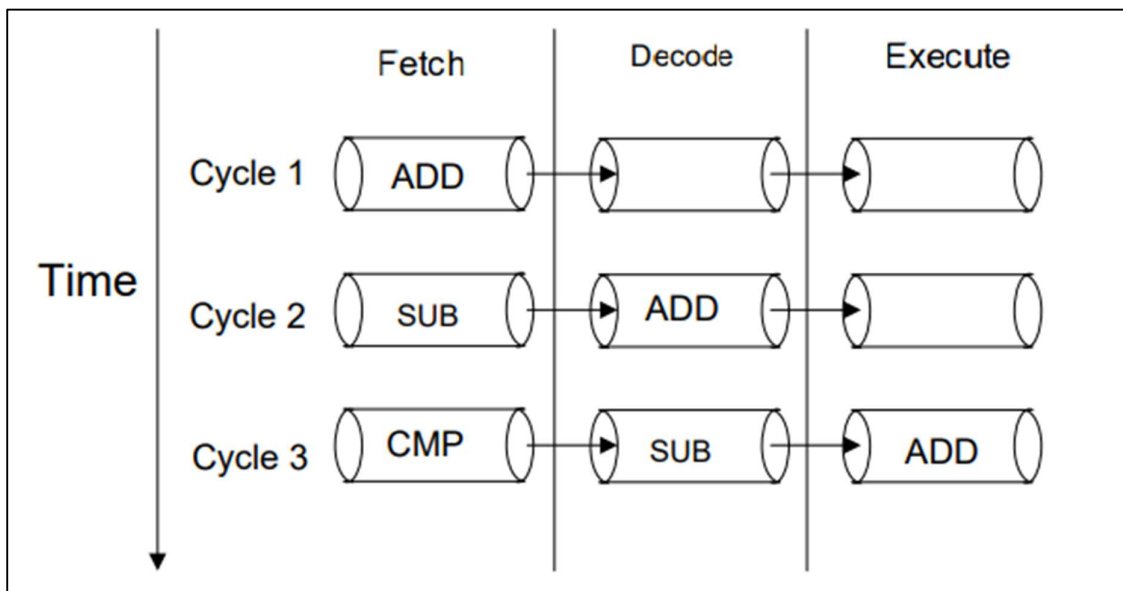 Fetch Decode Execute
Cycle 1 ADD
Time
Cycle 2 SUB ADD
Cycle 3 CMP SUB ADD